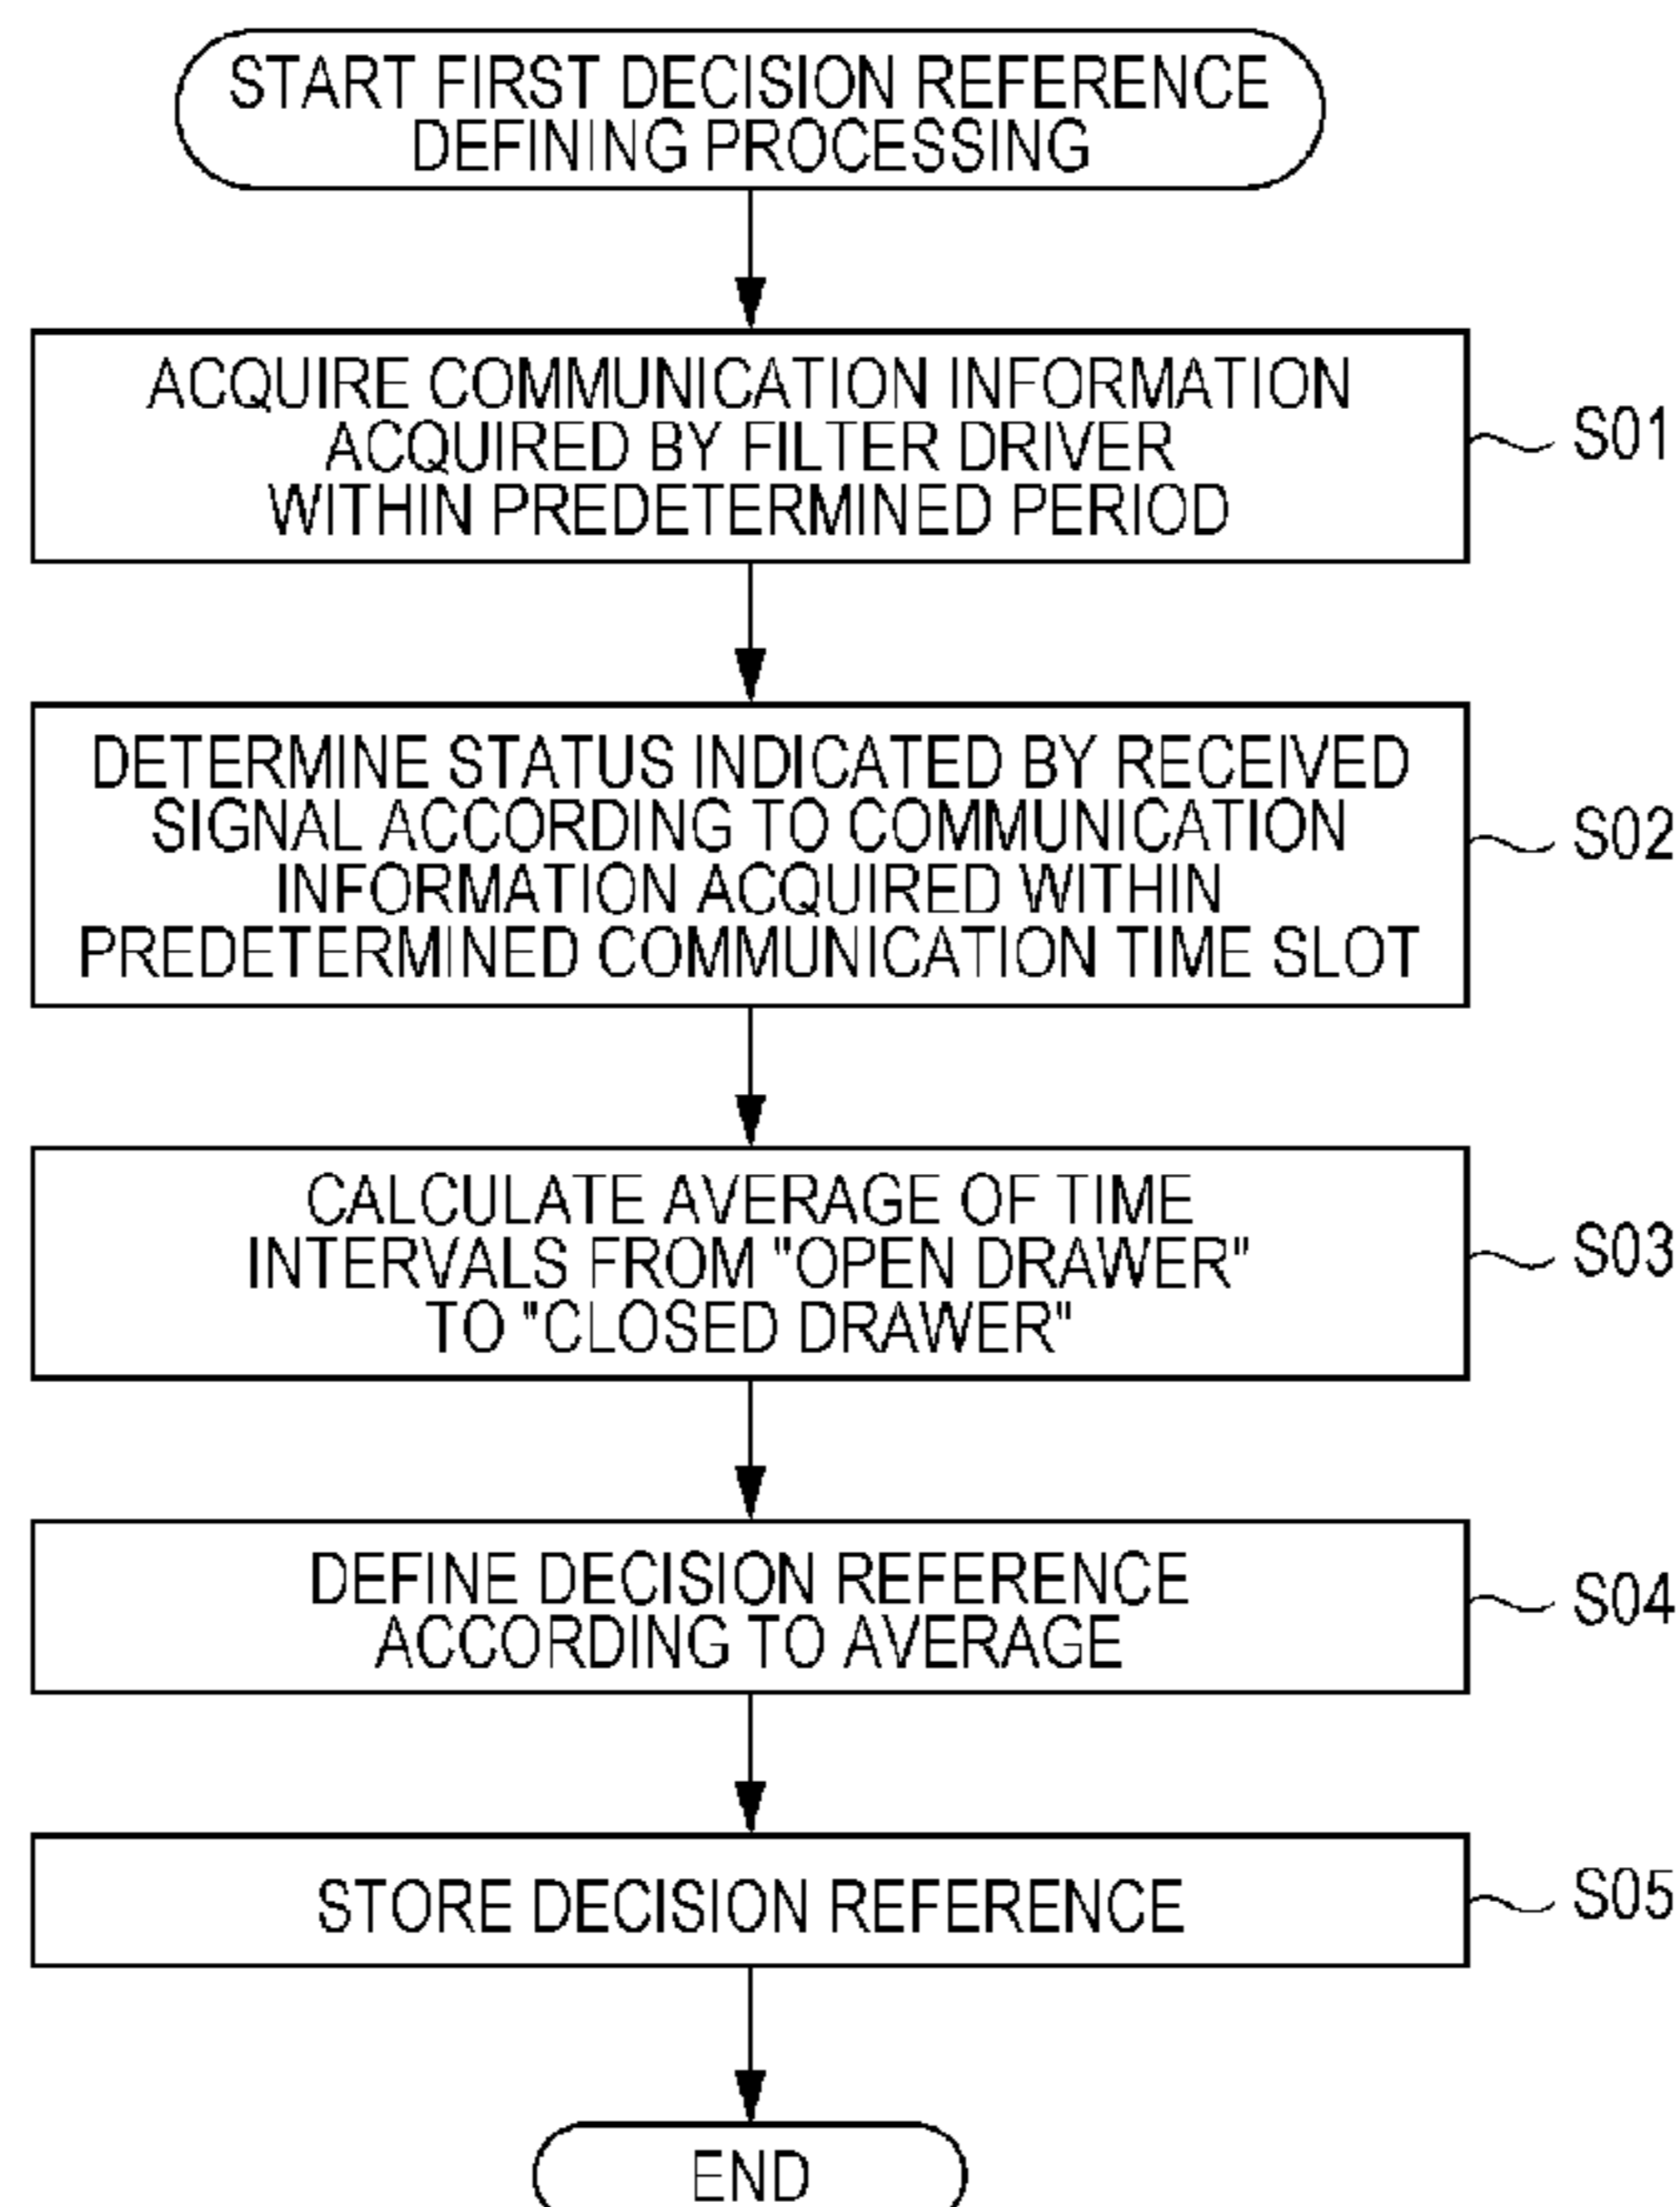 START FIRST DECISION REFERENCE
DEFINING PROCESSING
ACQUIRE COMMUNICATION INFORMATION
ACQUIRED BY FILTER DRIVER
WITHIN PREDETERMINED PERIOD
S01
DETERMINE STATUS INDICATED BY RECEIVED
SIGNAL ACCORDING TO COMMUNICATION
INFORMATION ACQUIRED WITHIN
PREDETERMINED COMMUNICATION TIME SLOT
S02
CALCULATE AVERAGE OF TIME
INTERVALS FROM "OPEN DRAWER"
TO "CLOSED DRAWER"
S03
DEFINE DECISION REFERENCE
ACCORDING TO AVERAGE
S04
STORE DECISION REFERENCE
S05
END